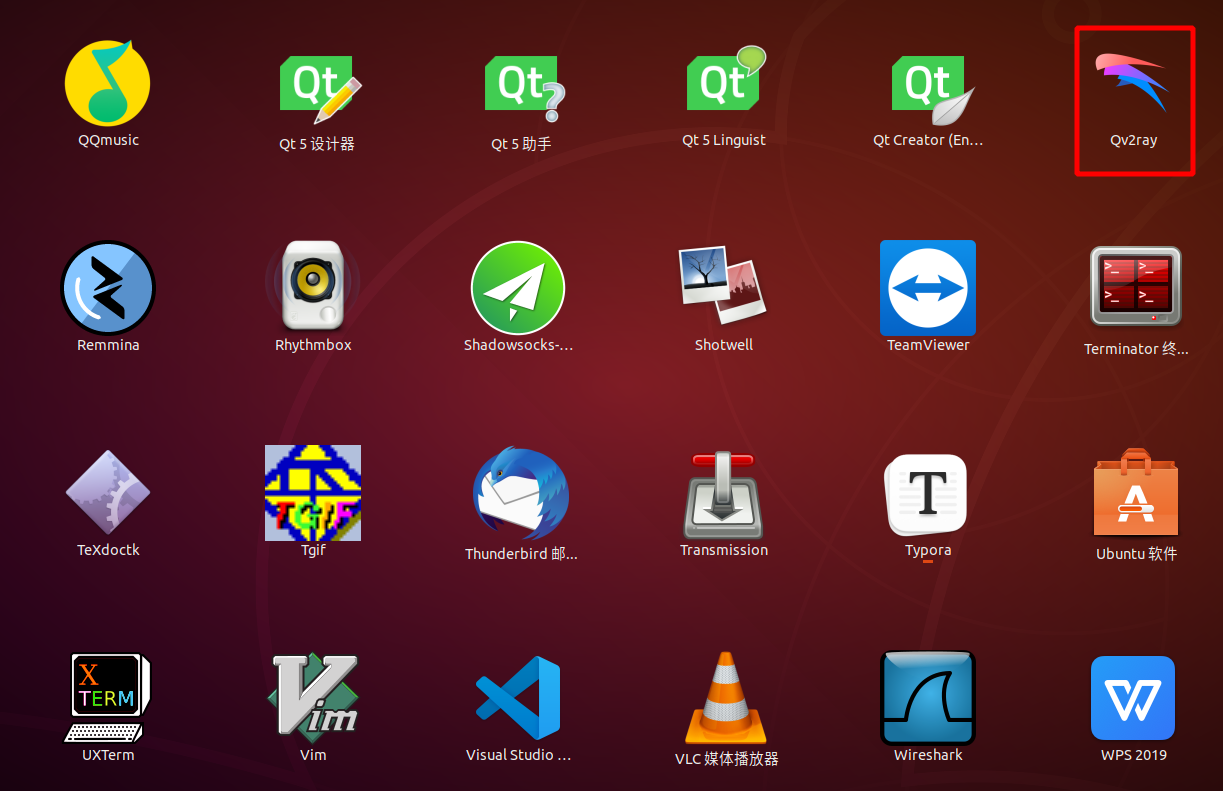 Qt
Qt
Qt
Qt
QQmusic
Qt 5 设计器
Qt 5 助手
Qt 5 Linguist
Qt Creator (En…
Qv2ray
>_ >_
>_ >_
Remmina
Rhythmbox
Shadowsocks-…
Shotwell
TeamViewer
Terminator 终…
TGIF
T
A
TeXdoctk
Tgif
Thunderbird 邮…
Transmission
Typora
Ubuntu 软件
X
TERM
Vim
W
UXTerm
Vim
Visual Studio …
VLC 媒体播放器
Wireshark
WPS 2019